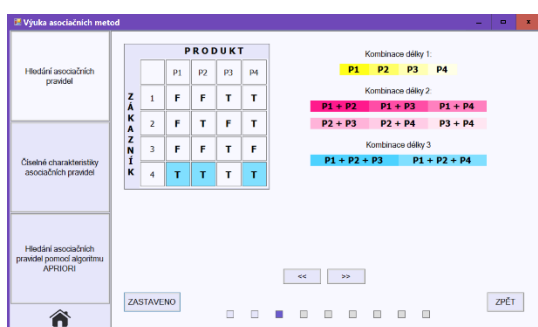 Výuka asociačních metod
Hledání asociačních
pravidel
Číselné charakteristiky
asociačních pravidel
Hledání asociačních
pravidel pomocí algoritmu
APRIORI
PRODUKT
P1 P2 P3 P4
ZÁKAZNÍK
1 F F T T
2 F T F T
3 F F T F
4 T T T T
Kombinace délky 1:
P1 P2 P3 P4
Kombinace délky 2:
P1 + P2 P1 + P3 P1 + P4
P2 + P3 P2 + P4 P3 + P4
Kombinace délky 3
P1 + P2 + P3 P1 + P2 + P4
<< >>
ZASTAVENO
ZPĚT